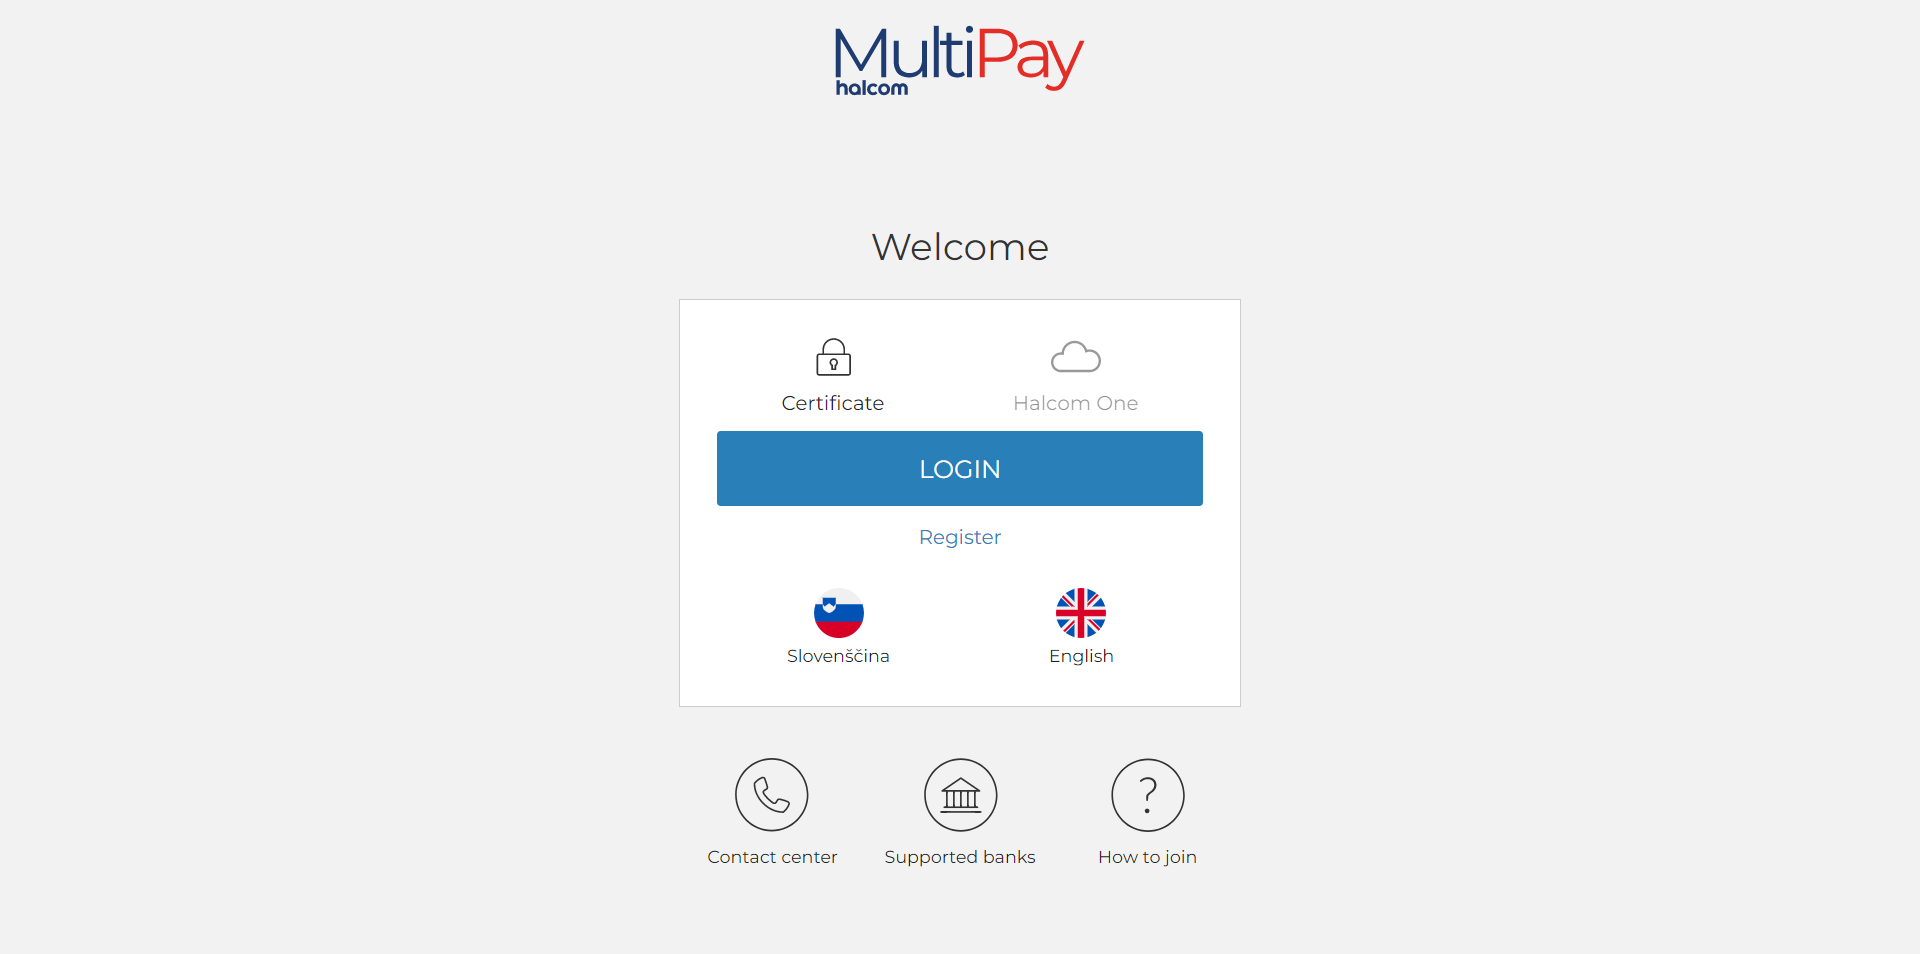 MultiPay
halcom
Welcome
Certificate
Halcom One
LOGIN
Register
Slovenščina
English
Contact center
Supported banks
How to join